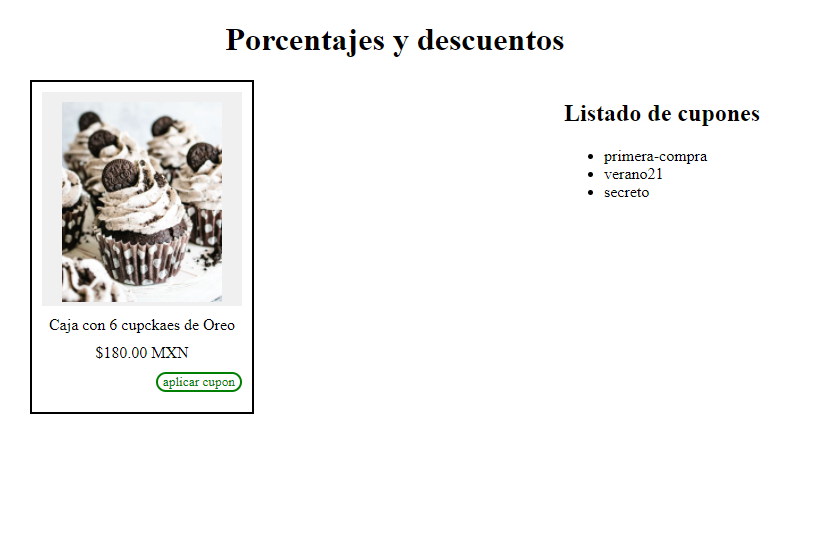 Porcentajes y descuentos
Caja con 6 cupckaes de Oreo
$180.00 MXN
aplicar cupon
Listado de cupones
primera-compra
verano21
secreto